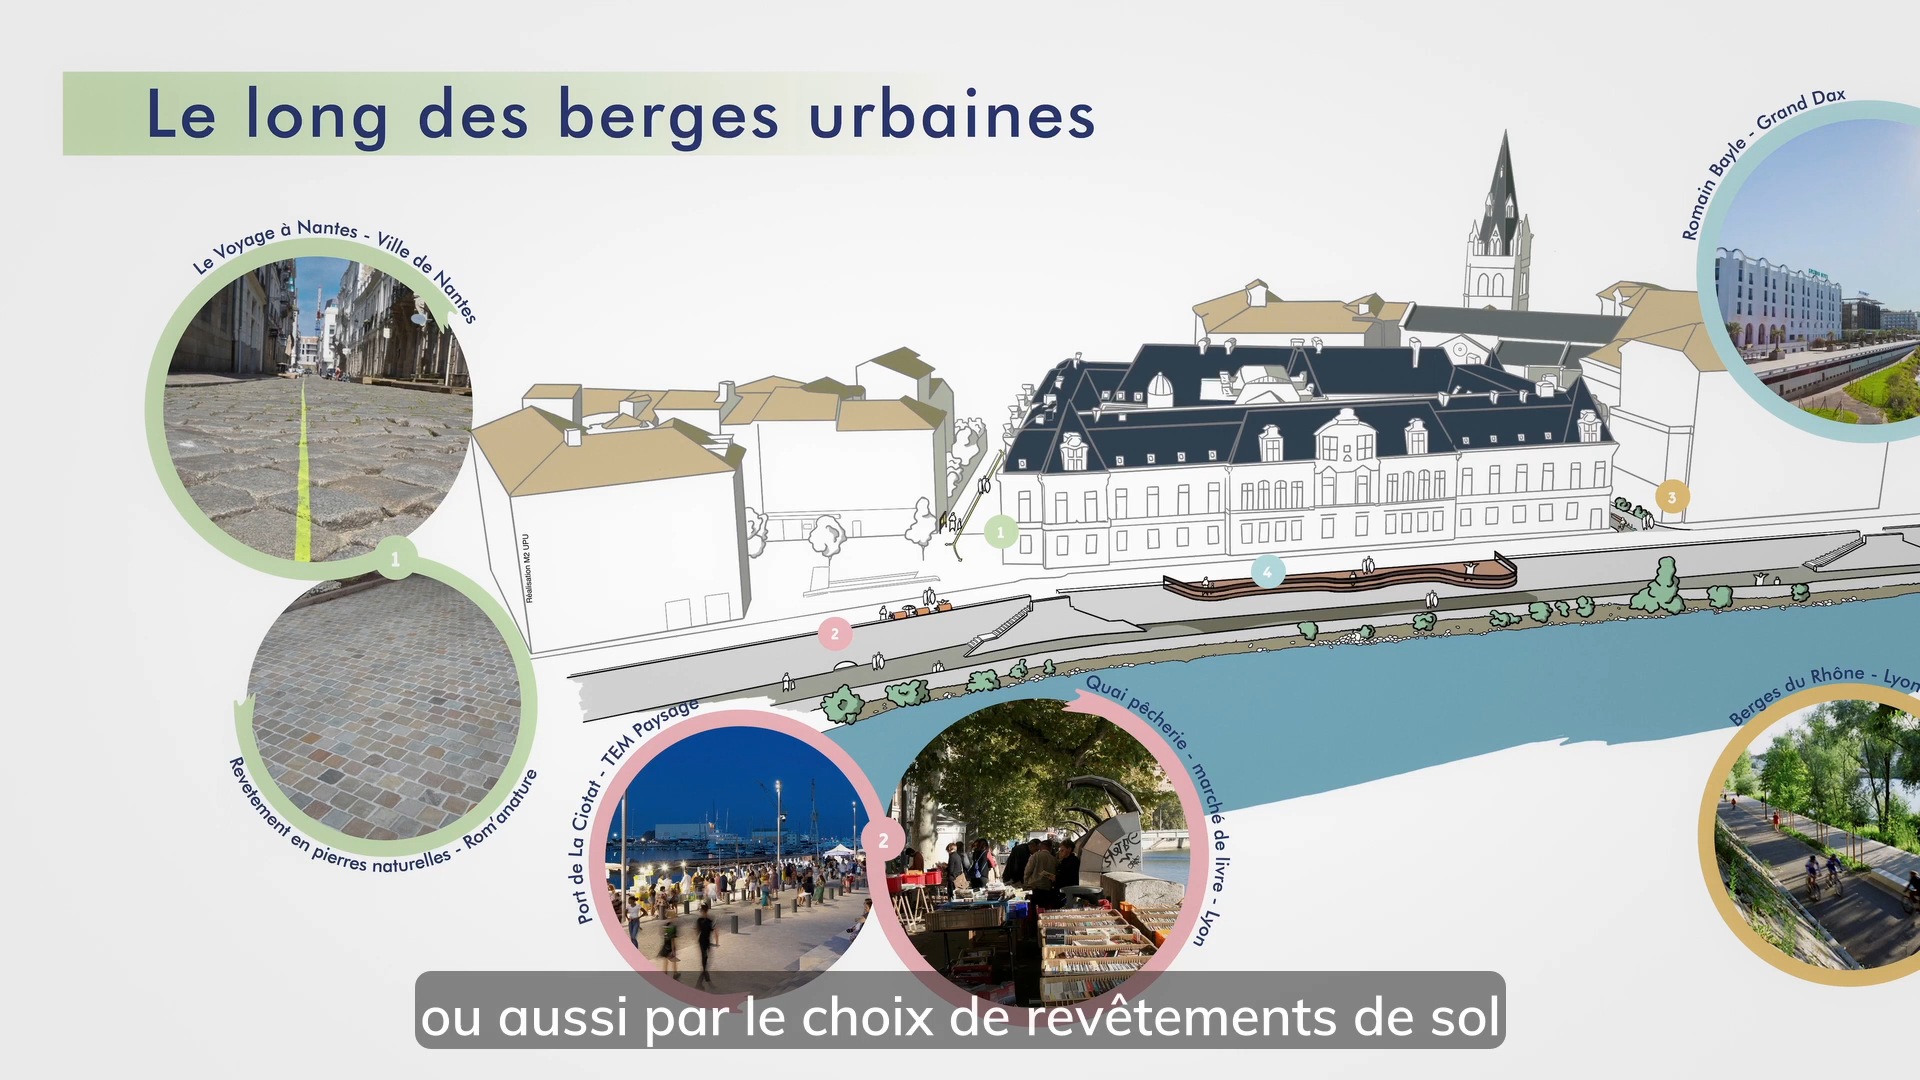 Le long des berges urbaines
Romain Bayle - Grand Dax
Le Voyage à Nantes - Ville de Nantes
1
3
1
4
Réalisation M2 UPU
2
Revetement en pierres naturelles - Rom'anature
Port de La Ciotat - TEM Paysage
2
Quai pêcherie - marché de livre - Lyon
Berges du Rhône - Lyon
ou aussi par le choix de revêtements de sol